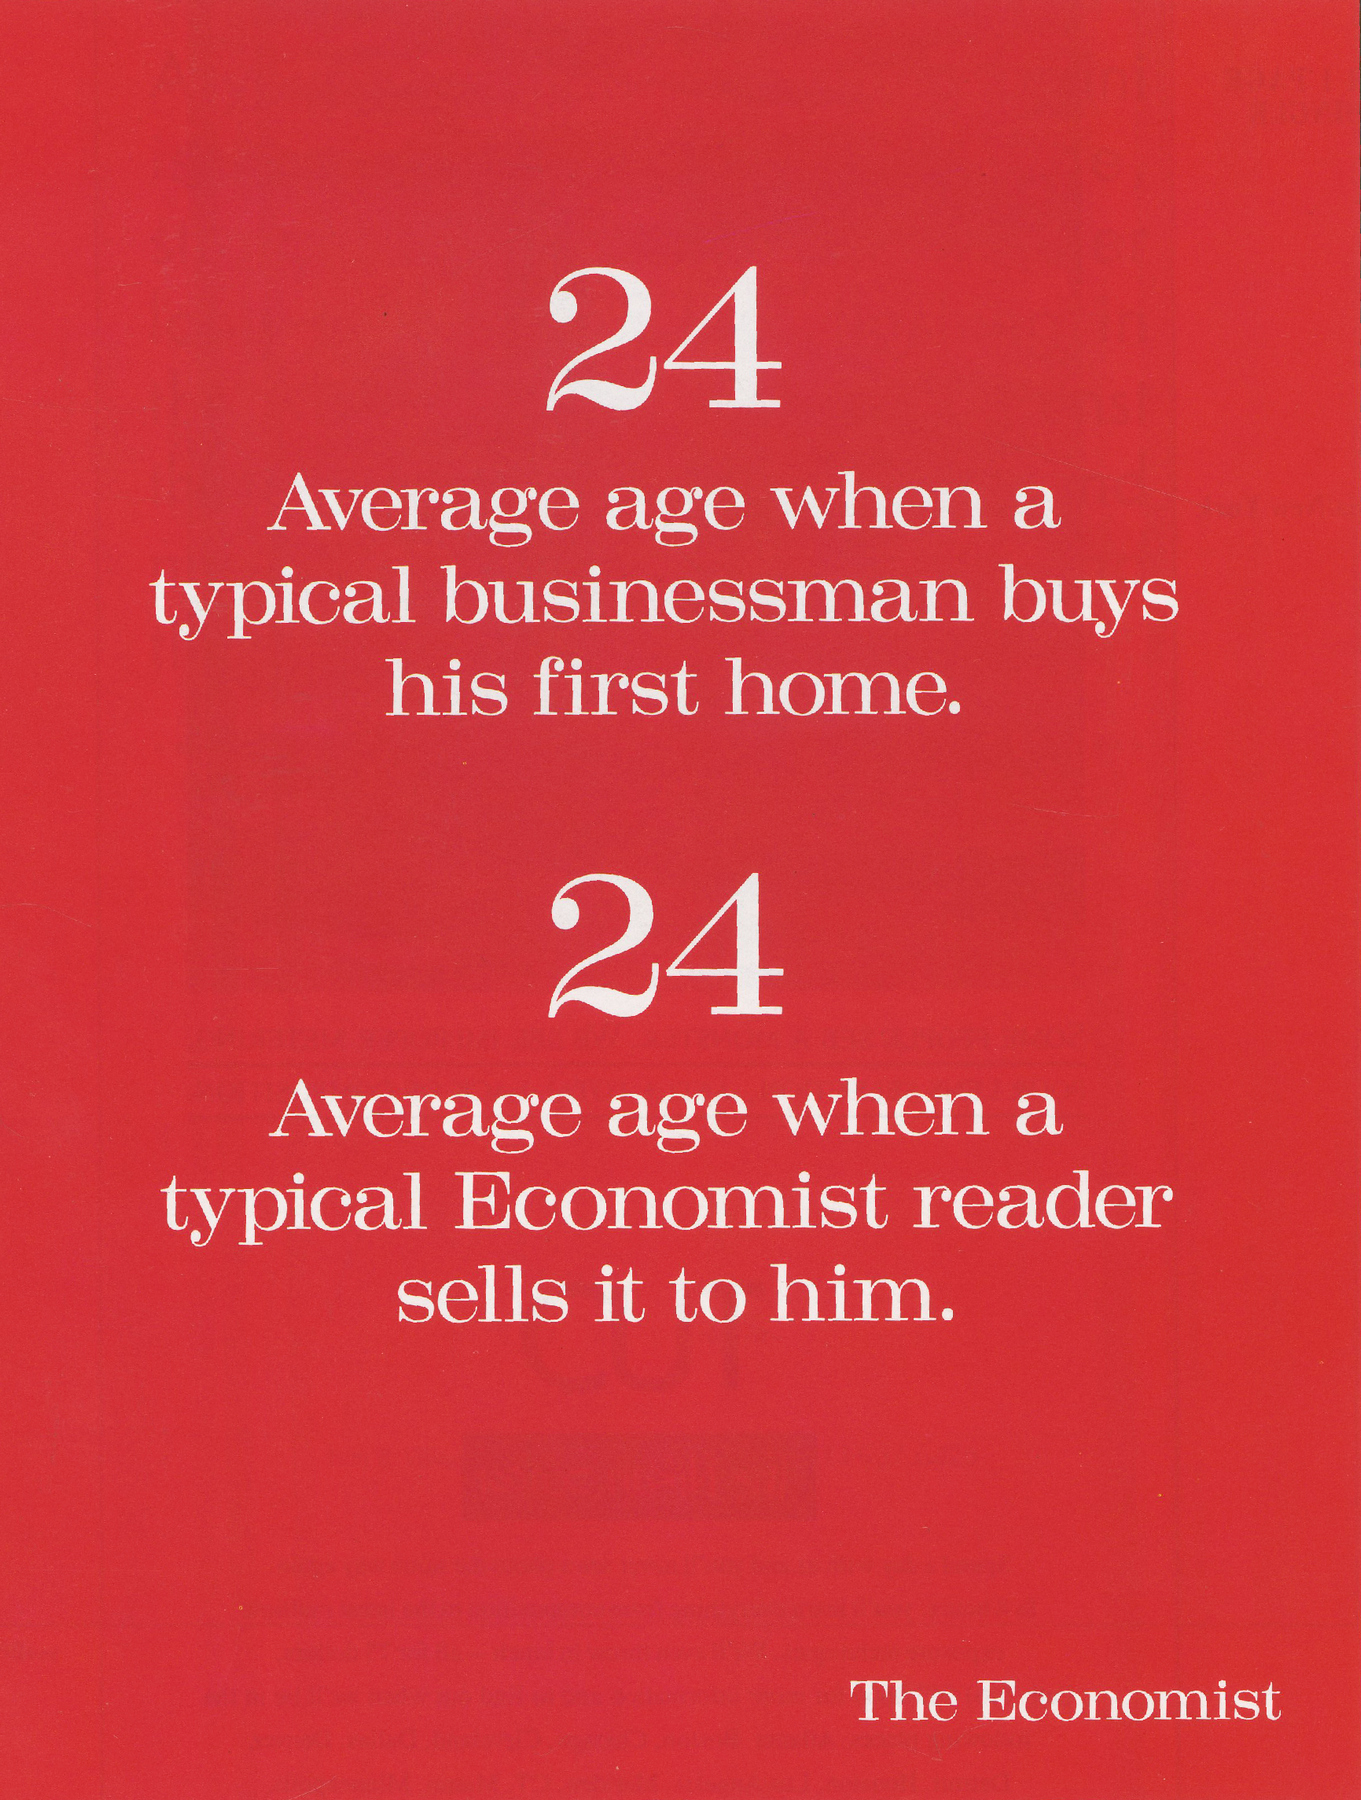 24
Average age when a
typical businessman buys
his first home.
24
Average age when a
typical Economist reader
sells it to him.
The Economist